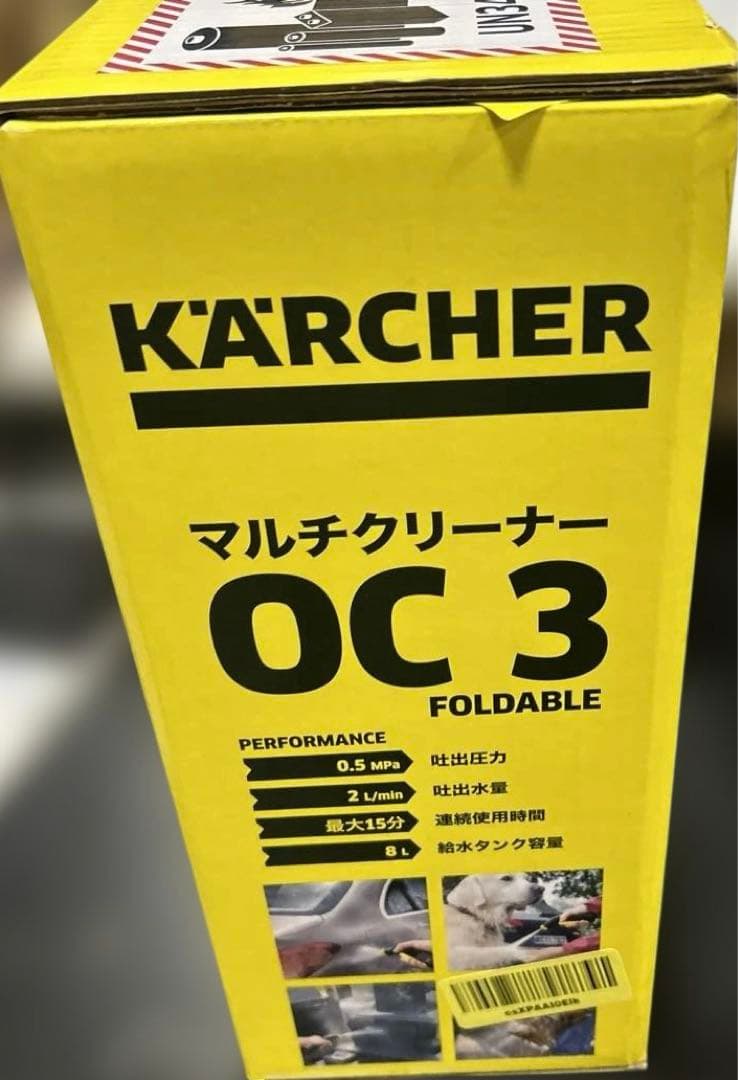 UN34
KÄRCHER
マルチクリーナー
OC 3
FOLDABLE
PERFORMANCE
0.5 MPa 吐出圧力
2 L/min 吐出水量
最大15分 連続使用時間
8 L 給水タンク容量